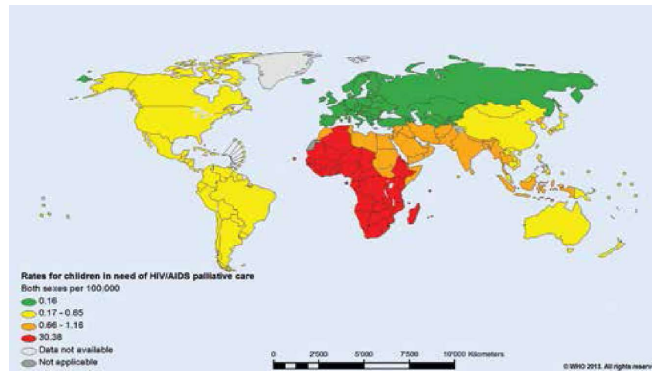 Rates for children in need of HIV/AIDS palliative care
Both sexes per 100.000
0.16
0.17 - 0.65
0.66 - 1.16
30.38
Data not available
Not applicable
0 2'500 5'000 7'500 10'000 Kilometers
© WHO 2013. All rights reserv